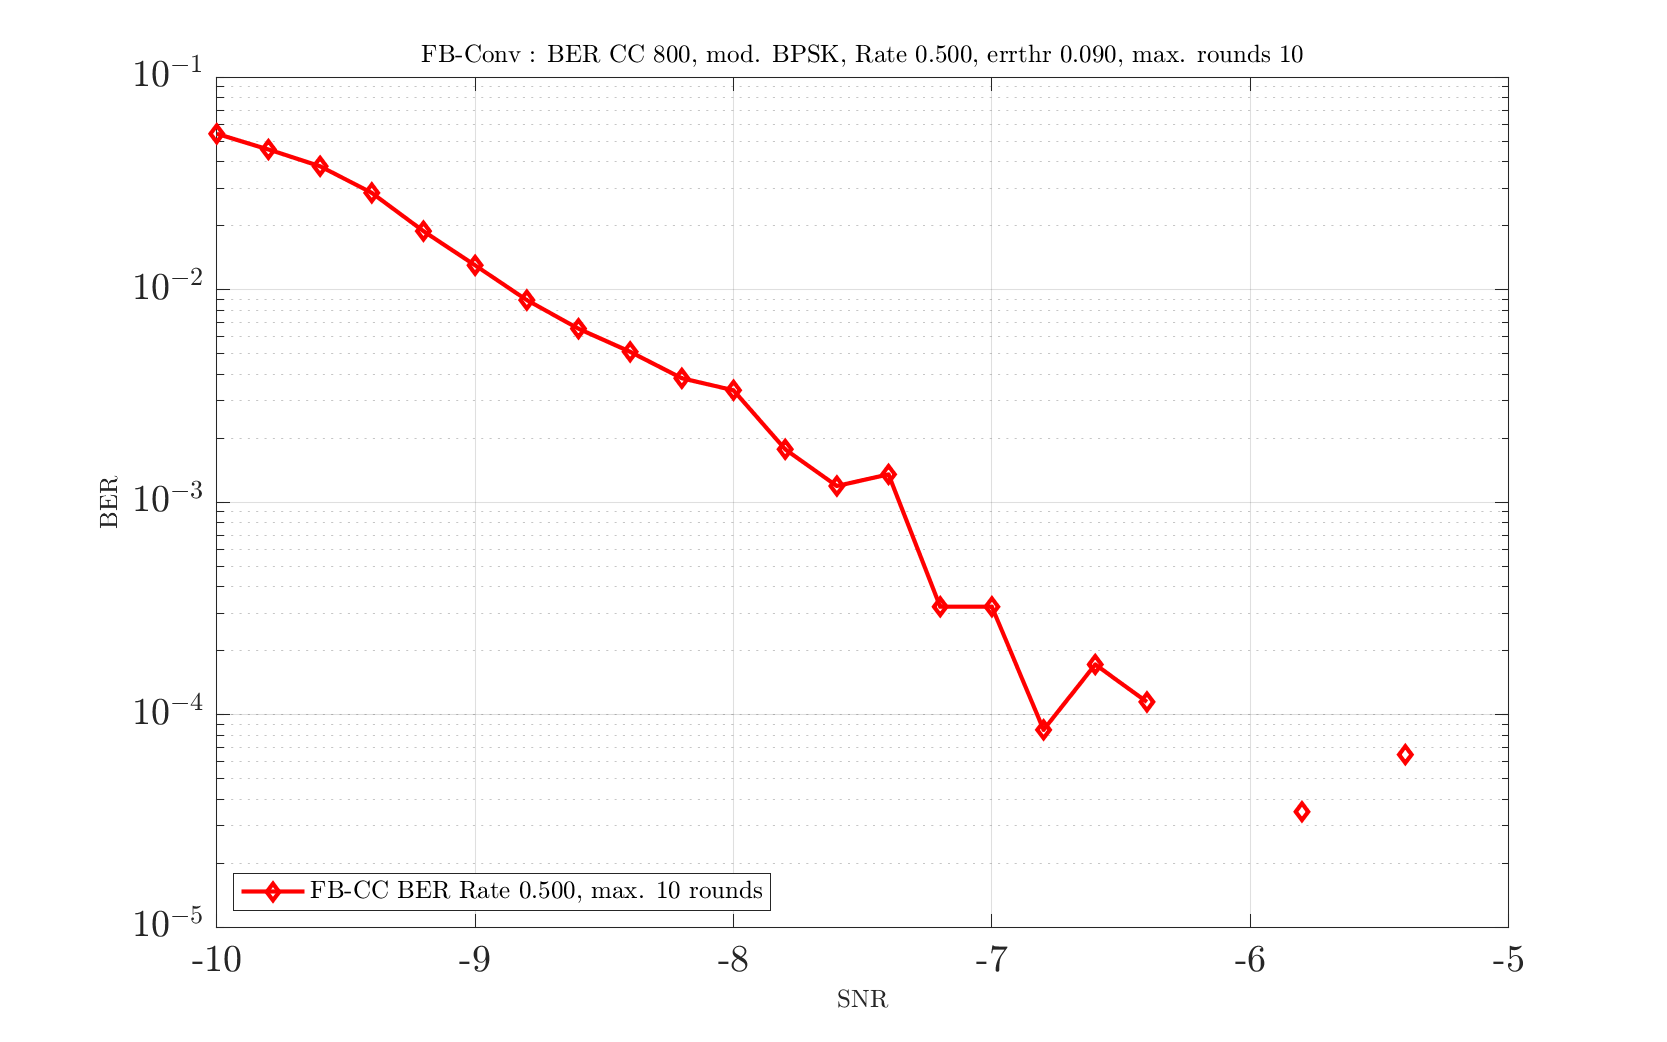 FB-Conv : BER CC 800, mod. BPSK, Rate 0.500, errthr 0.090, max. rounds 10
10^{-1}
10^{-2}
10^{-3}
10^{-4}
10^{-5}
BER
FB-CC BER Rate 0.500, max. 10 rounds
-10 -9 -8 -7 -6 -5
SNR